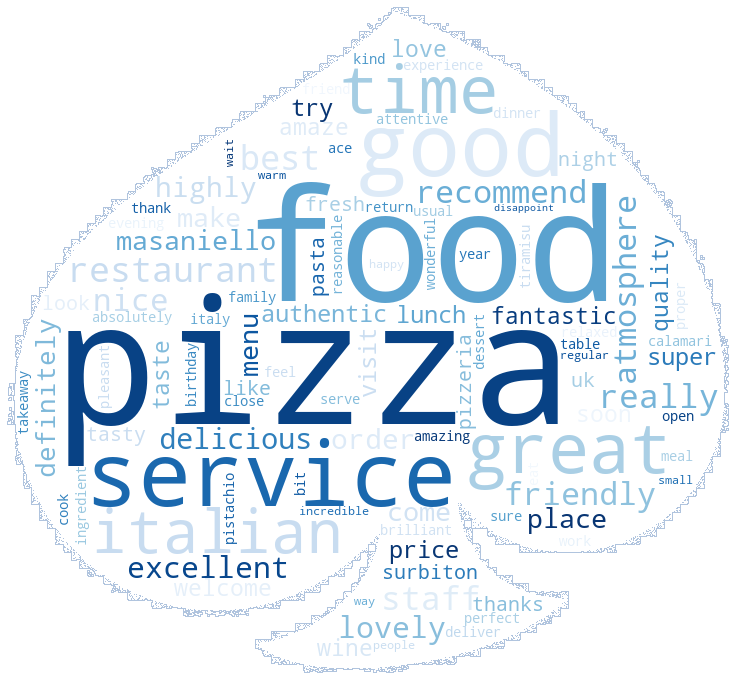 love
kind
experience
time
friend
try
attentive
dinner
amaze
good
wait
ace
best
night
warm
highly
recommend
food
fresh
return
usual
disappoint
thank
make
evening
masaniello
pasta
reasonable
wonderful
year
tiramisu
atmosphere
quality
restaurant
happy
proper
look
nice
family
absolutely
italy
authentic
lunch
fantastic
relaxed
calamari
pizza
menu
visit
pizzeria
dessert
table
regular
super
definitely
pleasant
taste
birthday
feel
like
close
serve
uk
really
takeaway
soon
open
tasty
delicious
order
amazing
great
meal
service
small
cook
ingredient
pistachio
bit
incredible
friendly
italian
come
brilliant
sure
place
excellent
price
work
welcome
surbiton
way
staff
thanks
lovely
perfect
deliver
wine
people